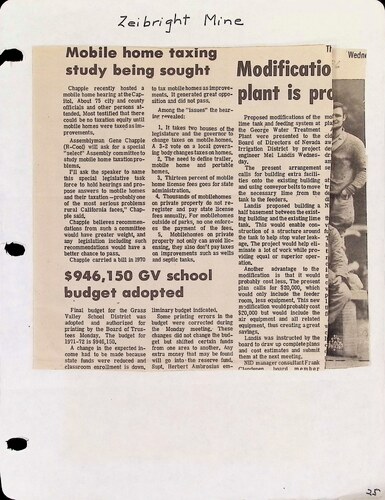 Zeibright Mine
Mobile home taxing
study being sought
Chappie recently hosted a
mobile home hearing at the Cap-
itol. About 75 city and county
officials and other persons at-
tended. Most testified that there
could be no taxation equity until
mobile homes were taxed as im-
provements.
Assemblyman Gene Chappie
(R-Cool) will ask for a special
"select" Assembly committee to
study mobile home taxation prob-
lems.
I'll ask the speaker to name
this special legislative task
force to hold hearings and pro-
pose answers to mobile homes
and their taxation--probably one
of the most serious problems
rural California faces," Chap-
pie said.
Chappie believes recommen-
dations from such a committee
would have greater weight, and
any legislation including such
recommendations would have a
better chance to pass.
Chappie carried a bill in 1970
to tax mobile homes as improve-
ments. It generated great oppo-
sition and did not pass.
Among the "issues" the hear-
ing revealed:
1. It takes two houses of the
legislature and the governor to
change taxes on mobile homes.
A 3-2 vote on a local govern-
ing body changes taxes on homes.
2. The need to define trailer,
mobile home and portable
homes.
3. Thirteen percent of mobile
home license fees goes for state
administration.
4. Thousands of mobile homes
on private property do not re-
register and pay state license
fees annually. For mobile homes
outside of parks, no one enforc-
es the payment of the fees.
5. Mobile homes on private
property not only can avoid lic-
ensing, they also don't pay taxes
on improvements such as wells
and septic tanks.
$946,150 GV school
budget adopted
Final budget for the Grass
Valley School District was
adopted and authorized for
printing by the Board of Trus-
tees Monday. The budget for
1971-72 is $946,150.
A change in the expected in-
come had to be made because
state funds were reduced and
classroom enrollment is down,
liminary budget indicated.
Some printing errors in the
budget were corrected during
the Monday meeting. These
changes did not change the bud-
get but shifted certain funds
from one area to another. Any
extra money that may be found
will go into the reserve fund.
Supt. Herbert Ambrosius em-
Th
Modificatio
plant is pro
Proposed modifications of the
lime tank and feeding system at
the George Water Treatment
Plant were presented to the
Board of Directors of Nevada
Irrigation District by project
engineer Mel Landis Wednes-
day.
The present arrangement
calls for building extra facili-
ties onto the existing building
and using conveyor belts to move
the necessary lime from the
tank to the feeders.
Landis proposed building a
half basement between the exist-
ing building and the existing lime
tank. This would enable con-
struction of a structure around
the tank to stop water leak-
age. The project would help elim-
inate a lot of work while pro-
viding equal or superior oper-
ation.
Another advantage to the
modification is that it would
probably cost less. The present
plan calls for $20,000, which
would only include the feeder
room, less equipment. This new
modification would probably cost
$20,000 but would include the
air equipment and all related
equipment, thus creating a great
savings.
Landis was instructed by the
board to draw up complete plans
and cost estimates and submit
them at the next meeting.
NID manager consultant Frank
board member
Wedne
25